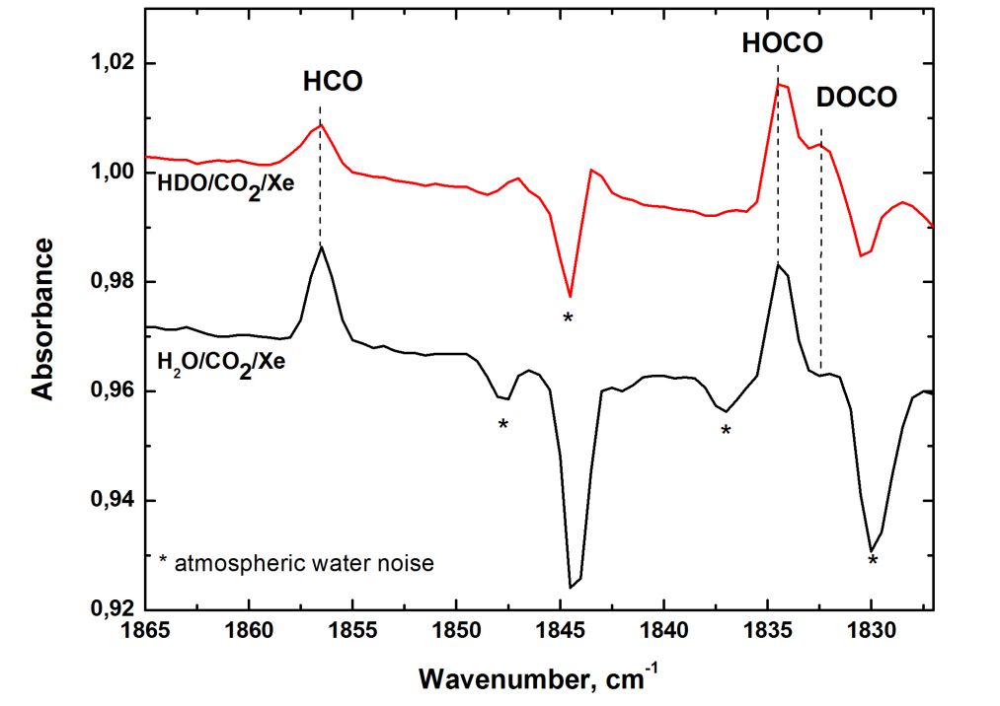 1,02
1,00
0,98
0,96
0,94
0,92
Absorbance
HCO
HOCO
DOCO
HDO/CO2/Xe
*
H2O/CO2/Xe
*
*
*
* atmospheric water noise
1865 1860 1855 1850 1845 1840 1835 1830
Wavenumber, cm-1